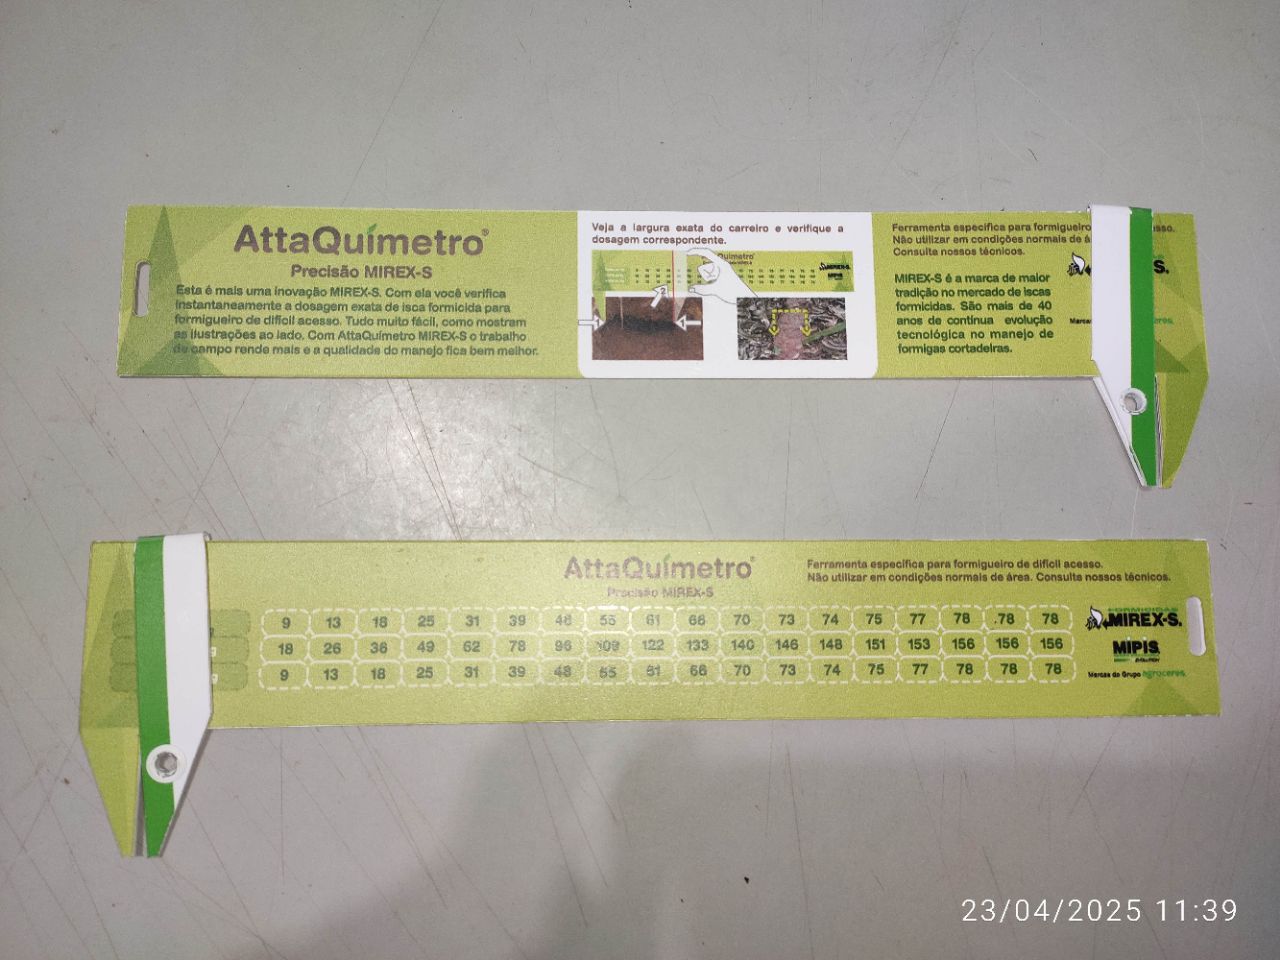 AttaQuímetro®
Precisão MIREX-S
Esta é mais uma inovação MIREX-S. Com ela você verifica
instantaneamente a dosagem exata de isca formicida para
formigueiro de difícil acesso. Tudo muito fácil, como mostram
as ilustrações ao lado. Com AttaQuímetro MIREX-S o trabalho
de campo rende mais e a qualidade do manejo fica bem melhor.
Veja a largura exata do carreiro e verifique a
dosagem correspondente.
Ferramenta específica para formigueiro
Não utilizar em condições normais de á
Consulte nossos técnicos.
MIREX-S é a marca de maior
tradição no mercado de iscas
formicidas. São mais de 40
anos de contínua evolução
tecnológica no manejo de
formigas cortadeiras.
AttaQuímetro®
Precisão MIREX-S
Ferramenta específica para formigueiro de difícil acesso.
Não utilizar em condições normais de área. Consulte nossos técnicos.
9 13 18 25 31 39 48 55 61 66 70 73 74 75 77 78 78 78
18 26 36 49 62 78 96 109 122 133 140 146 148 151 153 156 156 156
9 13 18 25 31 39 48 55 61 66 70 73 74 75 77 78 78 78
FORMICIDAS
MIREX-S.
MIPIS
EVOLUTION
Marcas do Grupo agroceres
23/04/2025 11:39